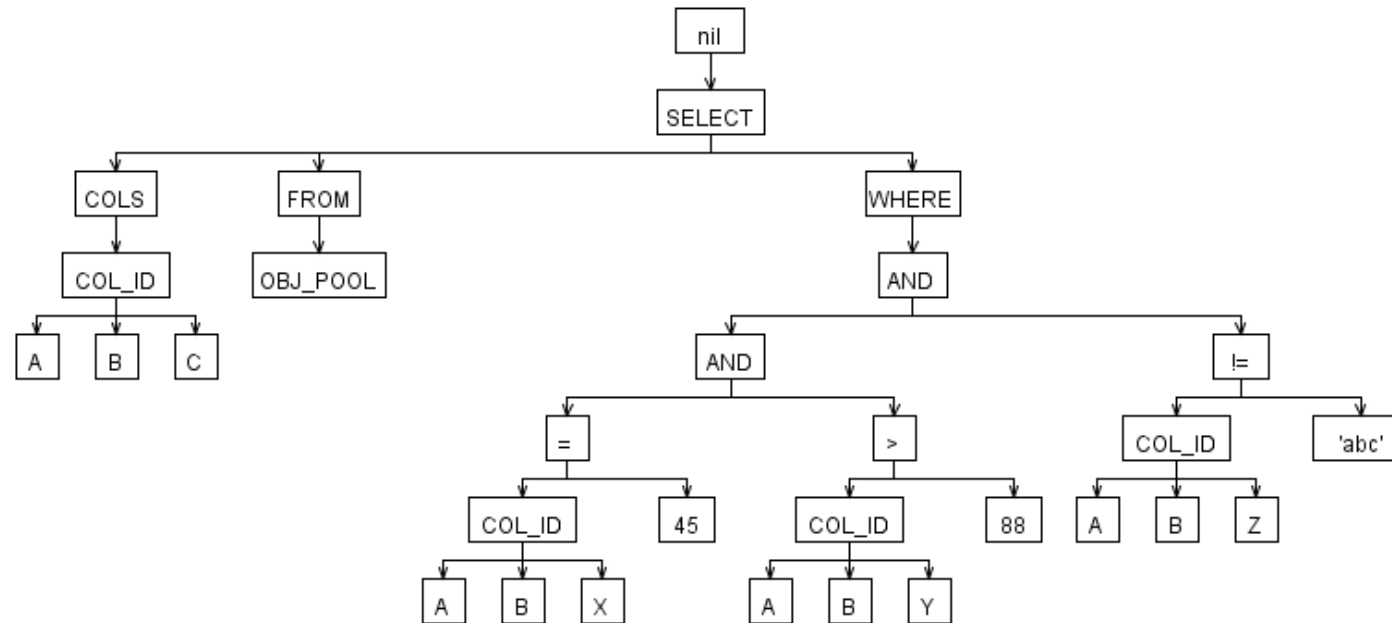 nil
SELECT
COLS FROM WHERE
COL_ID OBJ_POOL AND
A B C AND !=
= > COL_ID 'abc'
COL_ID 45 COL_ID 88 A B Z
A B X A B Y